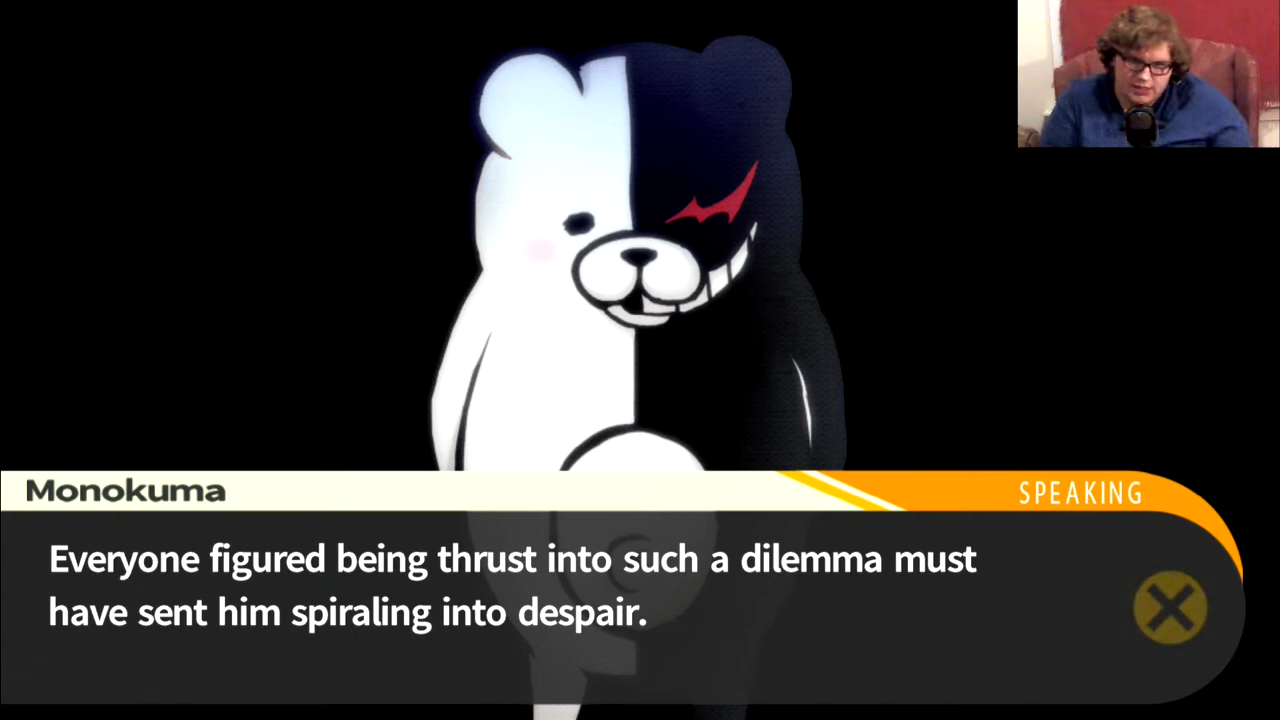 Monokuma
SPEAKING
Everyone figured being thrust into such a dilemma must
have sent him spiraling into despair.